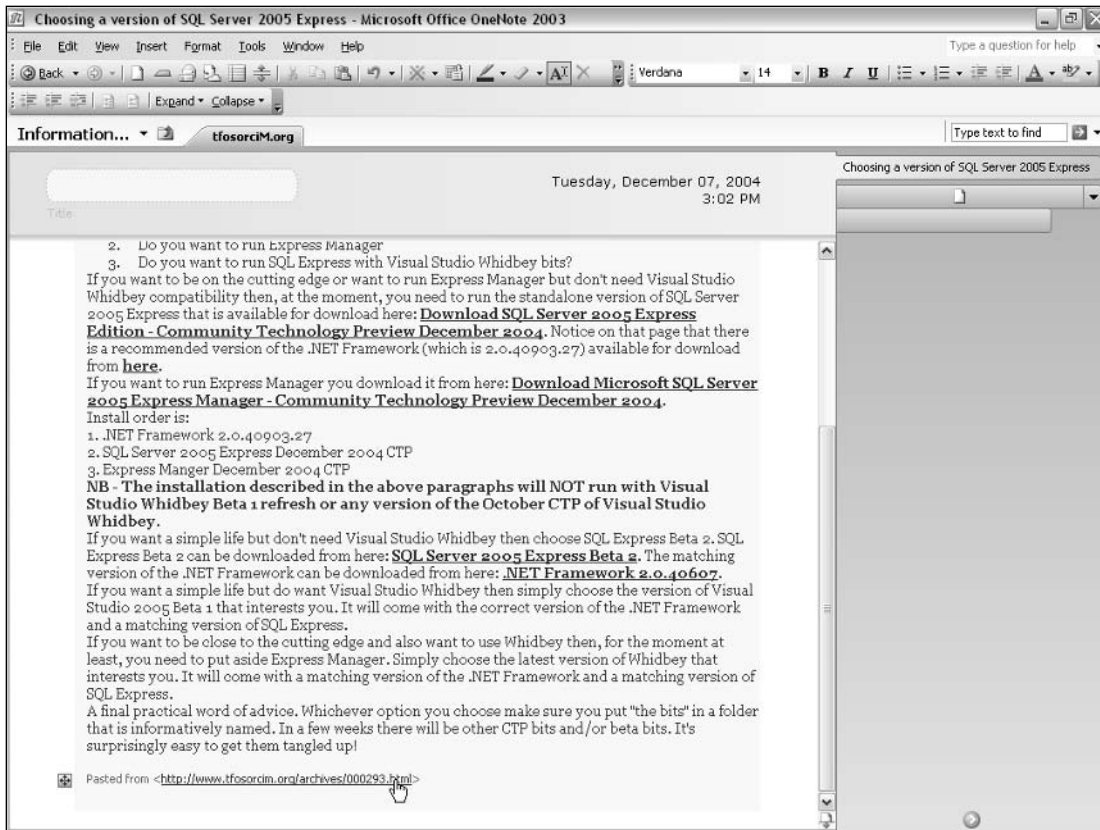 Choosing a version of SQL Server 2005 Express - Microsoft Office OneNote 2003
File Edit View Insert Format Tools Window Help
Type a question for help
Back
Verdana 14 B I U A ab
Expand Collapse
Information... tfosorciM.org
Type text to find
Choosing a version of SQL Server 2005 Express
Tuesday, December 07, 2004
3:02 PM
Title
2. Do you want to run Express Manager
3. Do you want to run SQL Express with Visual Studio Whidbey bits?
If you want to be on the cutting edge or want to run Express Manager but don't need Visual Studio
Whidbey compatibility then, at the moment, you need to run the standalone version of SQL Server
2005 Express that is available for download here: Download SQL Server 2005 Express
Edition - Community Technology Preview December 2004. Notice on that page that there
is a recommended version of the .NET Framework (which is 2.0.40903.27) available for download
from here.
If you want to run Express Manager you download it from here: Download Microsoft SQL Server
2005 Express Manager - Community Technology Preview December 2004.
Install order is:
1. .NET Framework 2.0.40903.27
2. SQL Server 2005 Express December 2004 CTP
3. Express Manger December 2004 CTP
NB - The installation described in the above paragraphs will NOT run with Visual
Studio Whidbey Beta 1 refresh or any version of the October CTP of Visual Studio
Whidbey.
If you want a simple life but don't need Visual Studio Whidbey then choose SQL Express Beta 2. SQL
Express Beta 2 can be downloaded from here: SQL Server 2005 Express Beta 2. The matching
version of the .NET Framework can be downloaded from here: .NET Framework 2.0.40607.
If you want a simple life but do want Visual Studio Whidbey then simply choose the version of Visual
Studio 2005 Beta 1 that interests you. It will come with the correct version of the .NET Framework
and a matching version of SQL Express.
If you want to be close to the cutting edge and also want to use Whidbey then, for the moment at
least, you need to put aside Express Manager. Simply choose the latest version of Whidbey that
interests you. It will come with a matching version of the .NET Framework and a matching version of
SQL Express.
A final practical word of advice. Whichever option you choose make sure you put "the bits" in a folder
that is informatively named. In a few weeks there will be other CTP bits and/or beta bits. It's
surprisingly easy to get them tangled up!
Pasted from <http://www.tfosorcim.org/archives/000293.html>